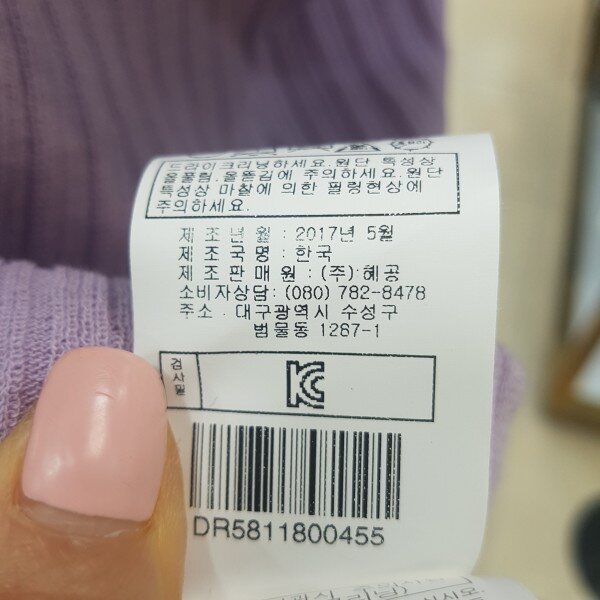 드라이크리닝하세요.원단 특성상
올풀림.올뜯김에 주의하세요.원단
특성상 마찰에 의한 필링현상에
주의하세요.
제 조 년 월 : 2017년 5월
제 조 국 명 : 한국
제 조 판 매 원 : (주)혜공
소비자상담: (080) 782-8478
주소 : 대구광역시 수성구
범물동 1287-1
검사필
KC
DR5811800455